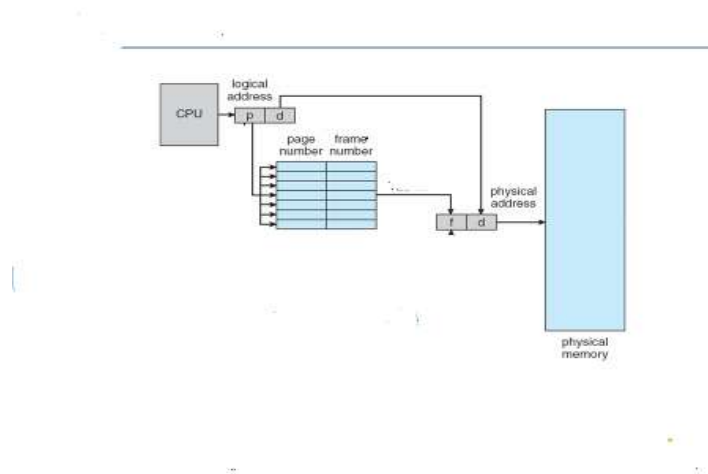 logical
address
CPU
p d
page frame
number number
physical
address
f d
physical
memory